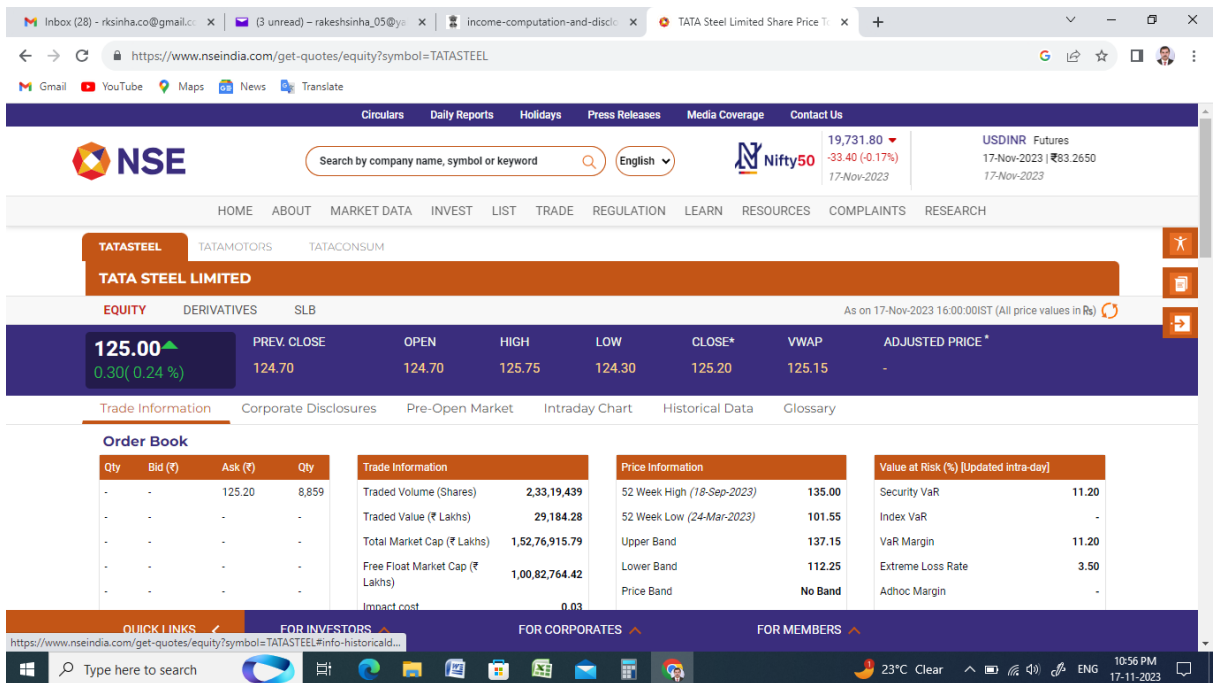 Inbox (28) - rksinha.co@gmail.cc
(3 unread) – rakeshsinha_05@ya
income-computation-and-disclo
TATA Steel Limited Share Price To
https://www.nseindia.com/get-quotes/equity?symbol=TATASTEEL
Gmail YouTube Maps News Translate
Circulars Daily Reports Holidays Press Releases Media Coverage Contact Us
NSE
Search by company name, symbol or keyword
English
Nifty50
19,731.80
-33.40 (-0.17%)
17-Nov-2023
USDINR Futures
17-Nov-2023 | ₹83.2650
17-Nov-2023
HOME ABOUT MARKET DATA INVEST LIST TRADE REGULATION LEARN RESOURCES COMPLAINTS RESEARCH
TATASTEEL TATAMOTORS TATACONSUM
TATA STEEL LIMITED
EQUITY DERIVATIVES SLB As on 17-Nov-2023 16:00:00IST (All price values in ₨)
125.00
0.30( 0.24 %)
PREV. CLOSE OPEN HIGH LOW CLOSE* VWAP ADJUSTED PRICE*
124.70 124.70 125.75 124.30 125.20 125.15 -
Trade Information Corporate Disclosures Pre-Open Market Intraday Chart Historical Data Glossary
Order Book
Qty Bid (₹) Ask (₹) Qty
- - 125.20 8,859
- - - -
- - - -
- - - -
- - - -
Trade Information
Traded Volume (Shares) 2,33,19,439
Traded Value (₹ Lakhs) 29,184.28
Total Market Cap (₹ Lakhs) 1,52,76,915.79
Free Float Market Cap (₹
Lakhs) 1,00,82,764.42
Impact cost 0.03
Price Information
52 Week High (18-Sep-2023) 135.00
52 Week Low (24-Mar-2023) 101.55
Upper Band 137.15
Lower Band 112.25
Price Band No Band
Value at Risk (%) [Updated intra-day]
Security VaR 11.20
Index VaR -
VaR Margin 11.20
Extreme Loss Rate 3.50
Adhoc Margin -
QUICK LINKS FOR INVESTORS FOR CORPORATES FOR MEMBERS
https://www.nseindia.com/get-quotes/equity?symbol=TATASTEEL#info-historicald...
Type here to search
23°C Clear
ENG
10:56 PM
17-11-2023